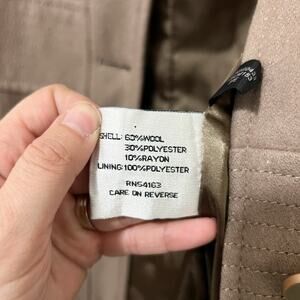 SHELL: 60%WOOL
30%POLYESTER
10%RAYON
LINING: 100%POLYESTER
RN54163
CARE ON REVERSE